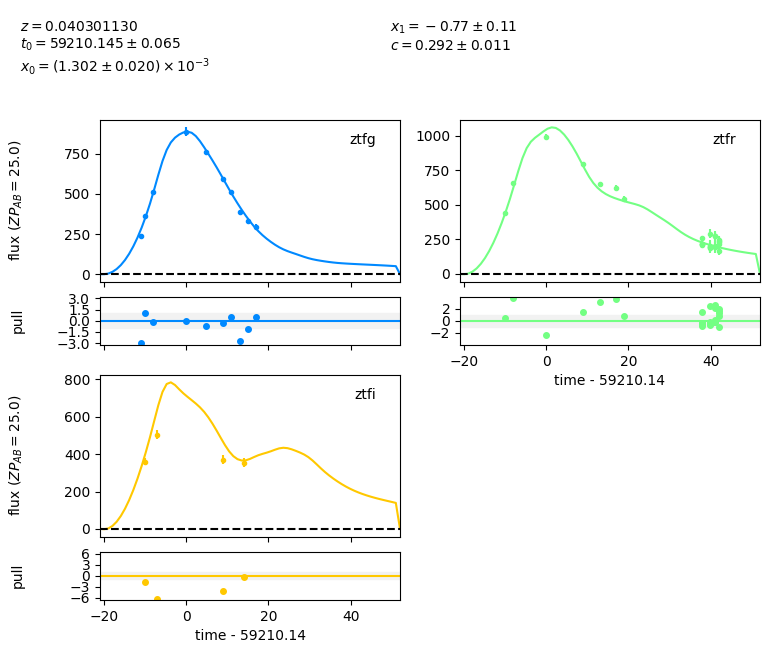 z = 0.040301130
t₀ = 59210.145 ± 0.065
x₀ = (1.302 ± 0.020) × 10⁻³
x₁ = −0.77 ± 0.11
c = 0.292 ± 0.011
ztfg
flux (ZP_AB = 25.0)
750
500
250
0
pull
3.0
1.5
0.0
−1.5
−3.0
ztfr
1000
750
500
250
0
2
0
−2
−20 0 20 40
time - 59210.14
ztfi
flux (ZP_AB = 25.0)
800
600
400
200
0
pull
6
3
0
−3
−6
−20 0 20 40
time - 59210.14